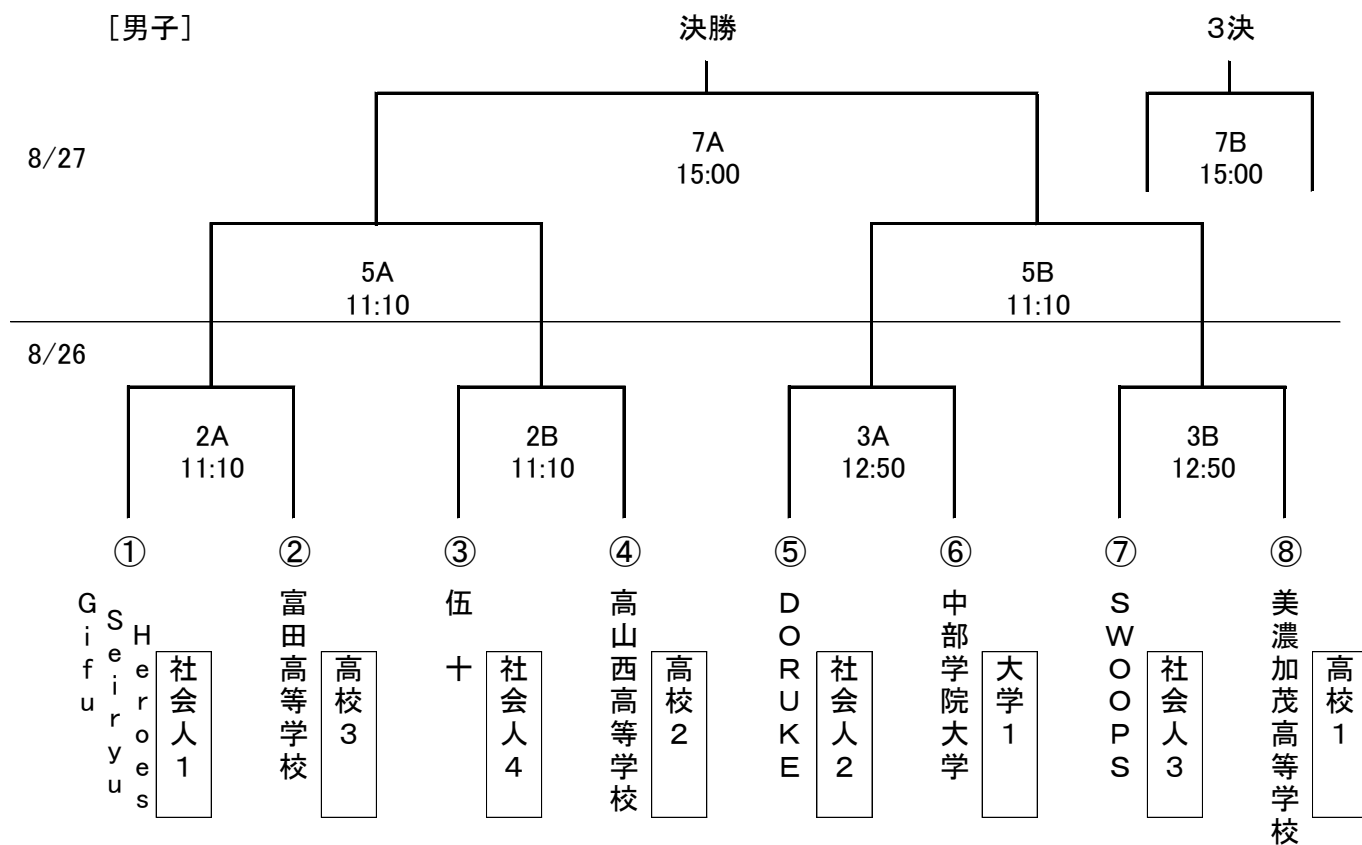 ［男子］
決勝
３決
8/27
7A
15:00
7B
15:00
5A
11:10
5B
11:10
8/26
2A
11:10
2B
11:10
3A
12:50
3B
12:50
①
②
③
④
⑤
⑥
⑦
⑧
Gifu
Seiryu
Heroes
社会人1
富田高等学校
高校3
伍十
社会人4
高山西高等学校
高校2
ＤＯＲＵＫＥ
社会人2
中部学院大学
大学1
ＳＷＯＯＰＳ
社会人3
美濃加茂高等学校
高校1